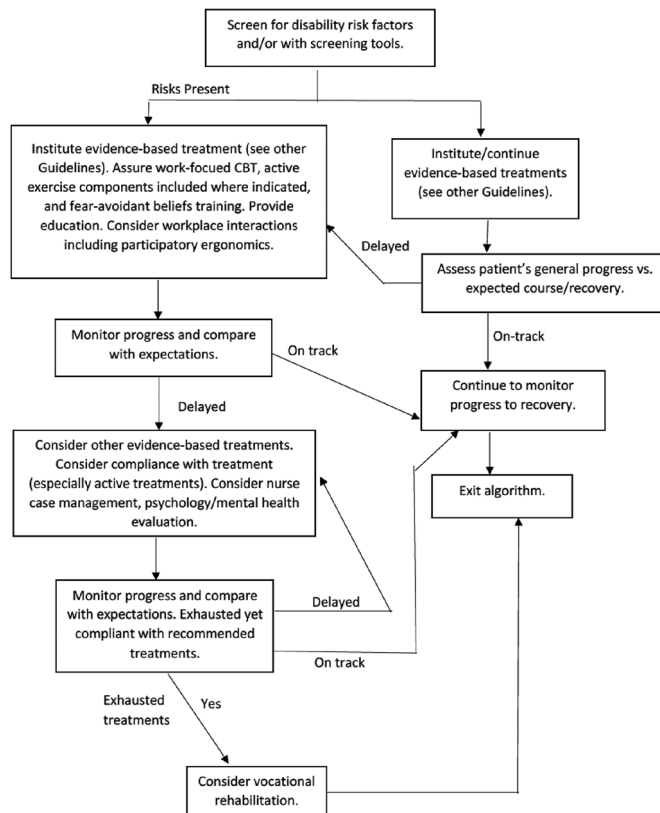 Screen for disability risk factors
and/or with screening tools.
Risks Present
Institute evidence-based treatment (see other
Guidelines). Assure work-focued CBT, active
exercise components included where indicated,
and fear-avoidant beliefs training. Provide
education. Consider workplace interactions
including participatory ergonomics.
Institute/continue
evidence-based treatments
(see other Guidelines).
Delayed
Assess patient's general progress vs.
expected course/recovery.
Monitor progress and compare
with expectations.
On track
On-track
Continue to monitor
progress to recovery.
Delayed
Consider other evidence-based treatments.
Consider compliance with treatment
(especially active treatments). Consider nurse
case management, psychology/mental health
evaluation.
Exit algorithm.
Monitor progress and compare
with expectations. Exhausted yet
compliant with recommended
treatments.
Delayed
On track
Exhausted
treatments
Yes
Consider vocational
rehabilitation.